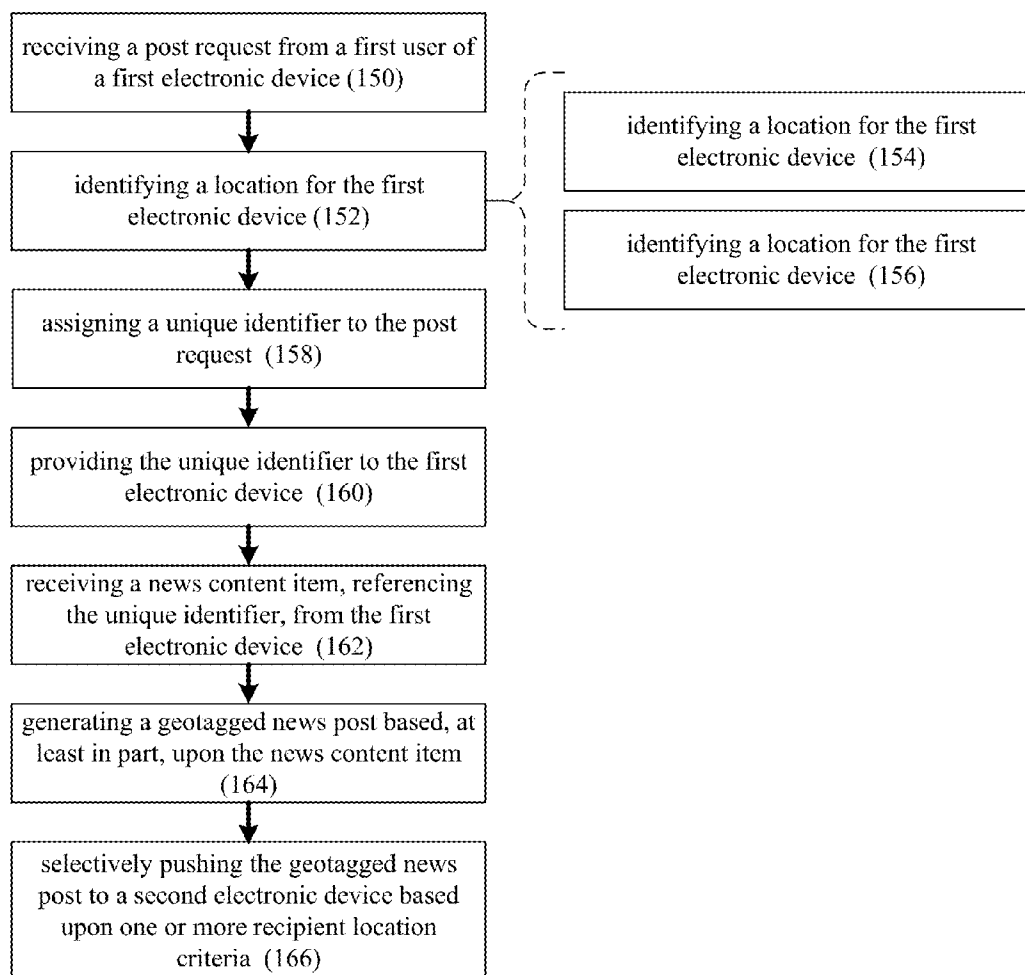 receiving a post request from a first user of
a first electronic device (150)
identifying a location for the first
electronic device (152)
identifying a location for the first
electronic device (154)
identifying a location for the first
electronic device (156)
assigning a unique identifier to the post
request (158)
providing the unique identifier to the first
electronic device (160)
receiving a news content item, referencing
the unique identifier, from the first
electronic device (162)
generating a geotagged news post based, at
least in part, upon the news content item
(164)
selectively pushing the geotagged news
post to a second electronic device based
upon one or more recipient location
criteria (166)